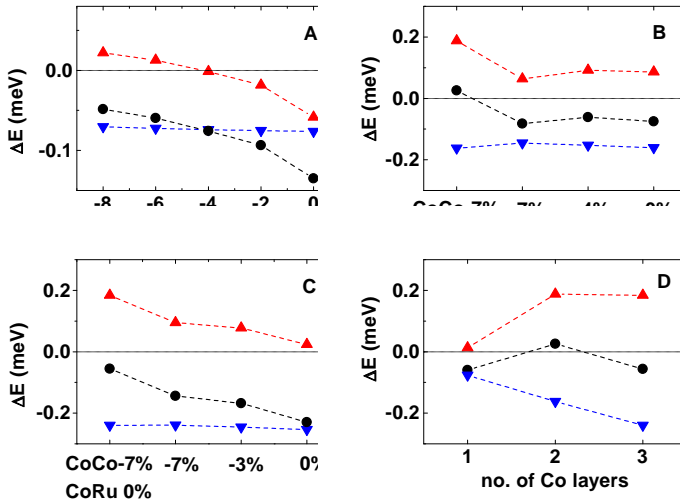 A
0.0
-0.1
ΔE (meV)
-8 -6 -4 -2 0
B
0.2
0.0
-0.2
ΔE (meV)
CoCo-7% -7% -4% 0%
C
0.2
0.0
-0.2
ΔE (meV)
CoCo-7% -7% -3% 0%
CoRu 0%
D
0.2
0.0
-0.2
ΔE (meV)
1 2 3
no. of Co layers